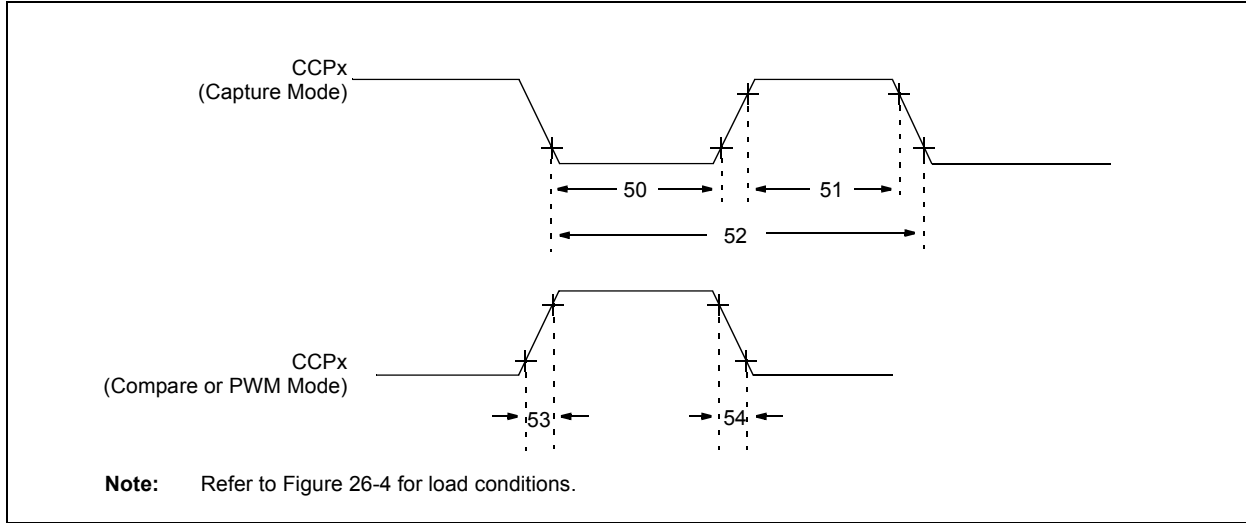 CCPx
(Capture Mode)
50
51
52
CCPx
(Compare or PWM Mode)
53
54
Note: Refer to Figure 26-4 for load conditions.